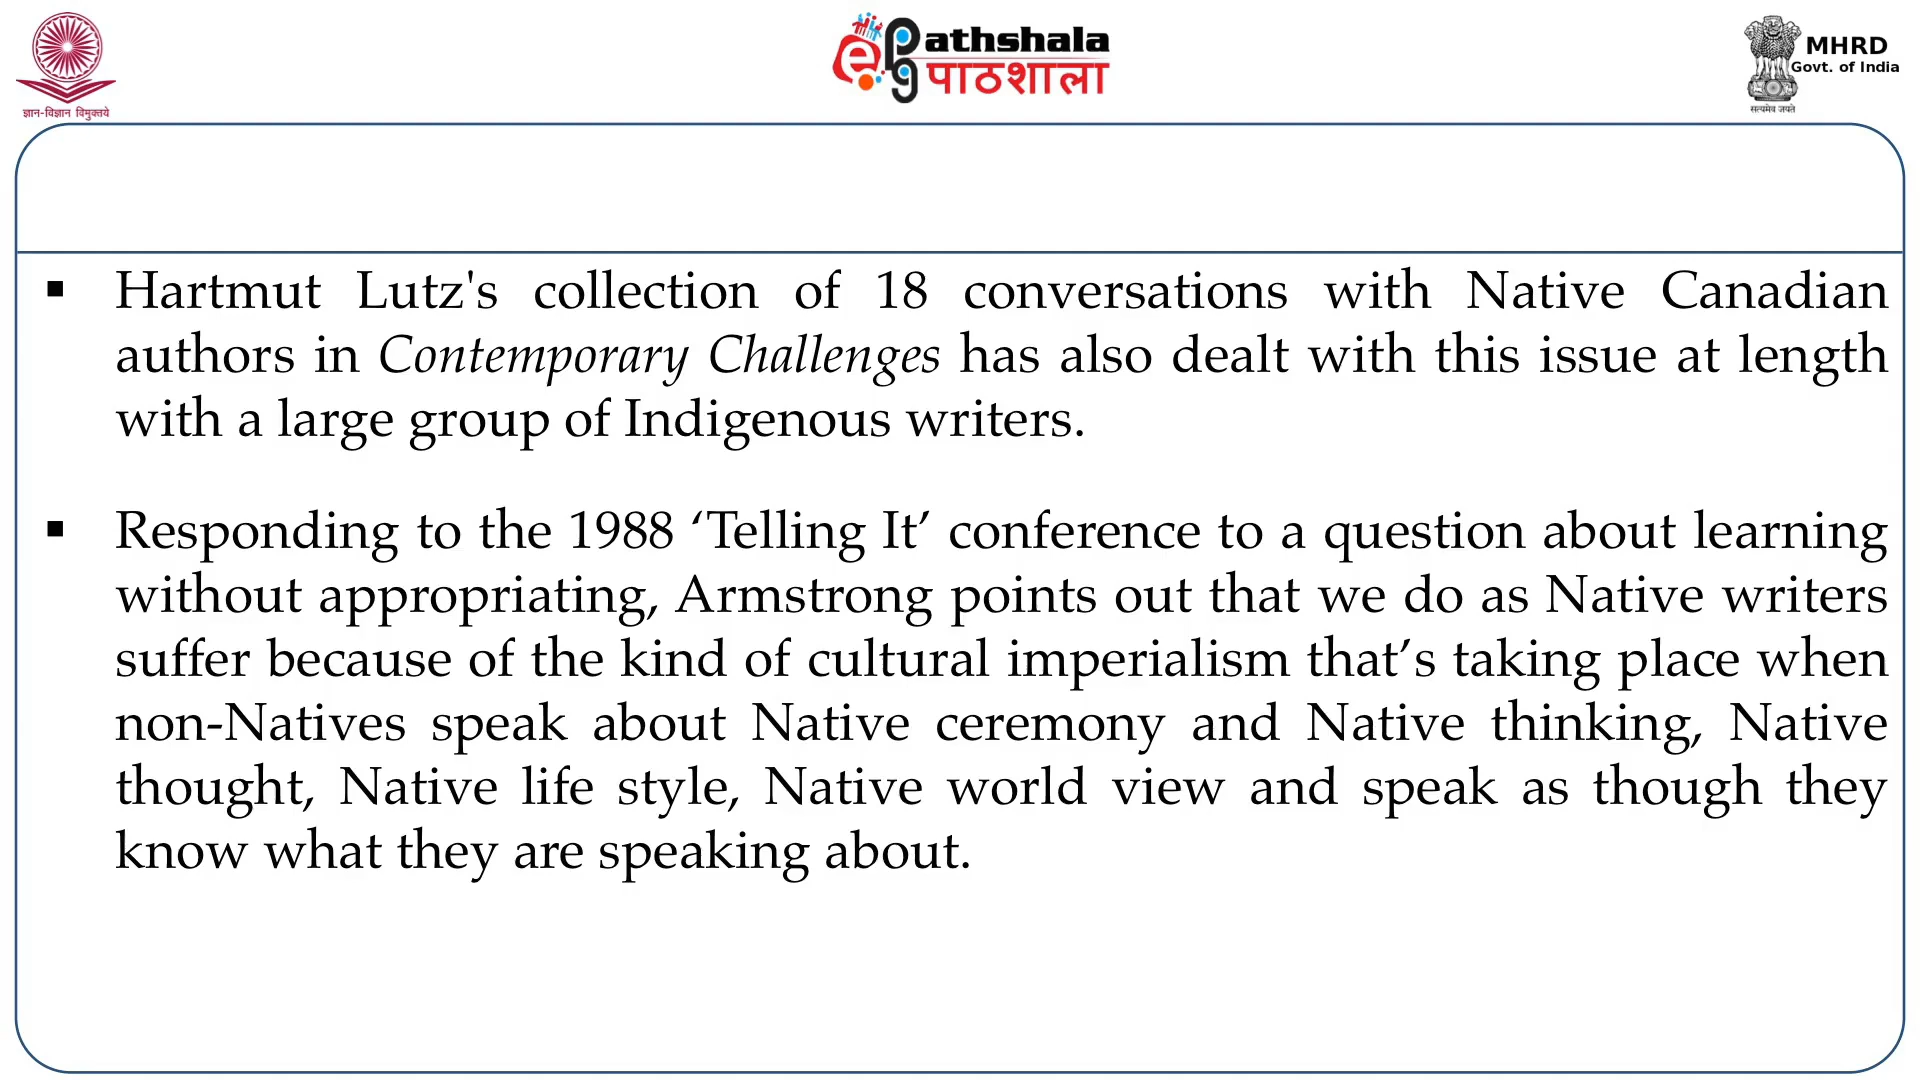 ज्ञान-विज्ञान विमुक्तये
e
Pathshala
पाठशाला
pg
MHRD
Govt. of India
सत्यमेव जयते
▪ Hartmut Lutz's collection of 18 conversations with Native Canadian
authors in Contemporary Challenges has also dealt with this issue at length
with a large group of Indigenous writers.
▪ Responding to the 1988 ‘Telling It’ conference to a question about learning
without appropriating, Armstrong points out that we do as Native writers
suffer because of the kind of cultural imperialism that’s taking place when
non-Natives speak about Native ceremony and Native thinking, Native
thought, Native life style, Native world view and speak as though they
know what they are speaking about.